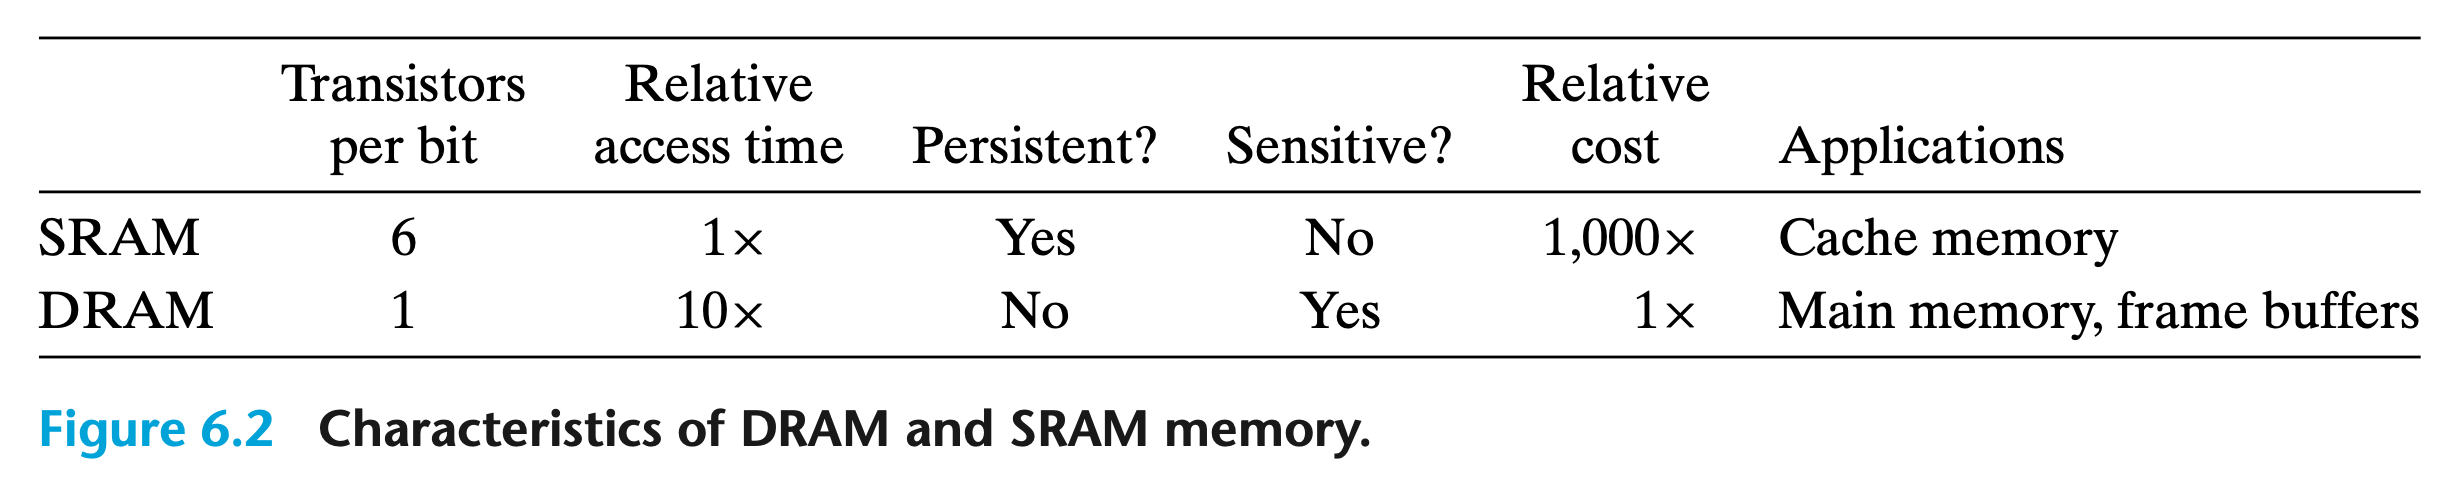 Transistors Relative Relative
per bit access time Persistent? Sensitive? cost Applications
SRAM 6 1× Yes No 1,000× Cache memory
DRAM 1 10× No Yes 1× Main memory, frame buffers
Figure 6.2 Characteristics of DRAM and SRAM memory.